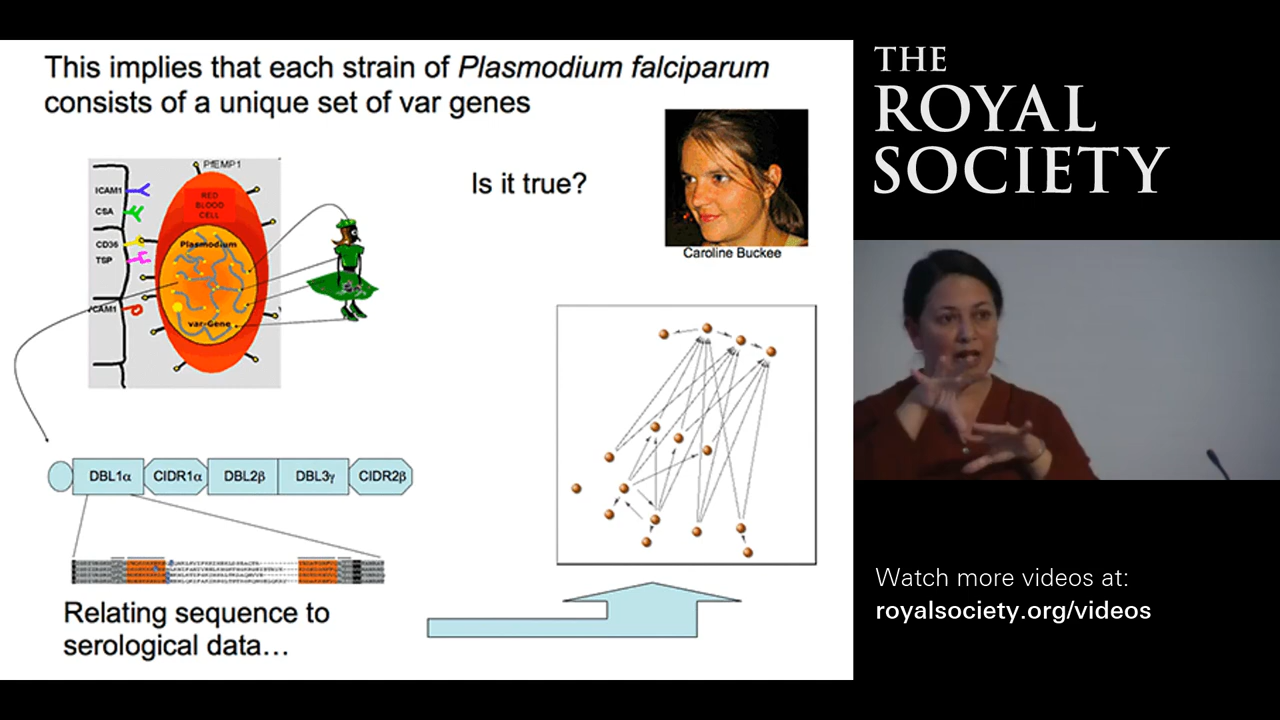 This implies that each strain of Plasmodium falciparum
consists of a unique set of var genes
Is it true?
Caroline Buckee
PfEMP1
ICAM1
CSA
CD36
TSP
VCAM1
RED
BLOOD
CELL
Plasmodium
var-Gene
DBL1α
CIDR1α
DBL2β
DBL3γ
CIDR2β
Relating sequence to
serological data...
THE
ROYAL
SOCIETY
Watch more videos at:
royalsociety.org/videos